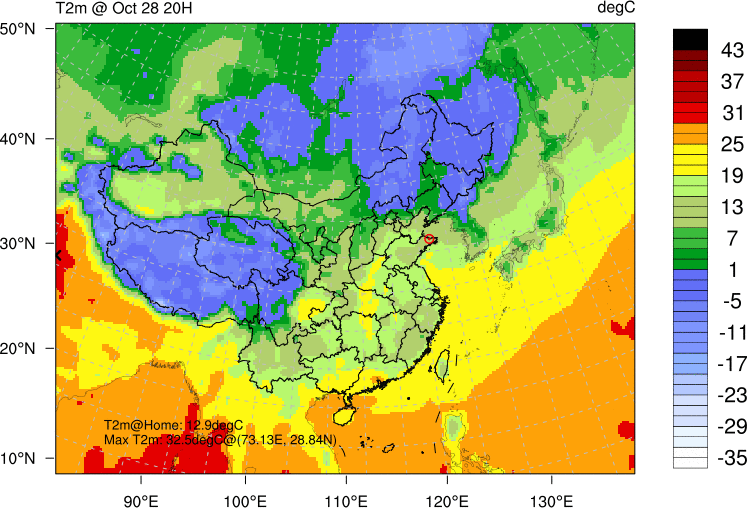 T2m @ Oct 28 20H
degC
50°N
40°N
30°N
20°N
10°N
90°E
100°E
110°E
120°E
130°E
T2m@Home: 12.9degC
Max T2m: 32.5degC@(73.13E, 28.84N)
43
37
31
25
19
13
7
1
-5
-11
-17
-23
-29
-35